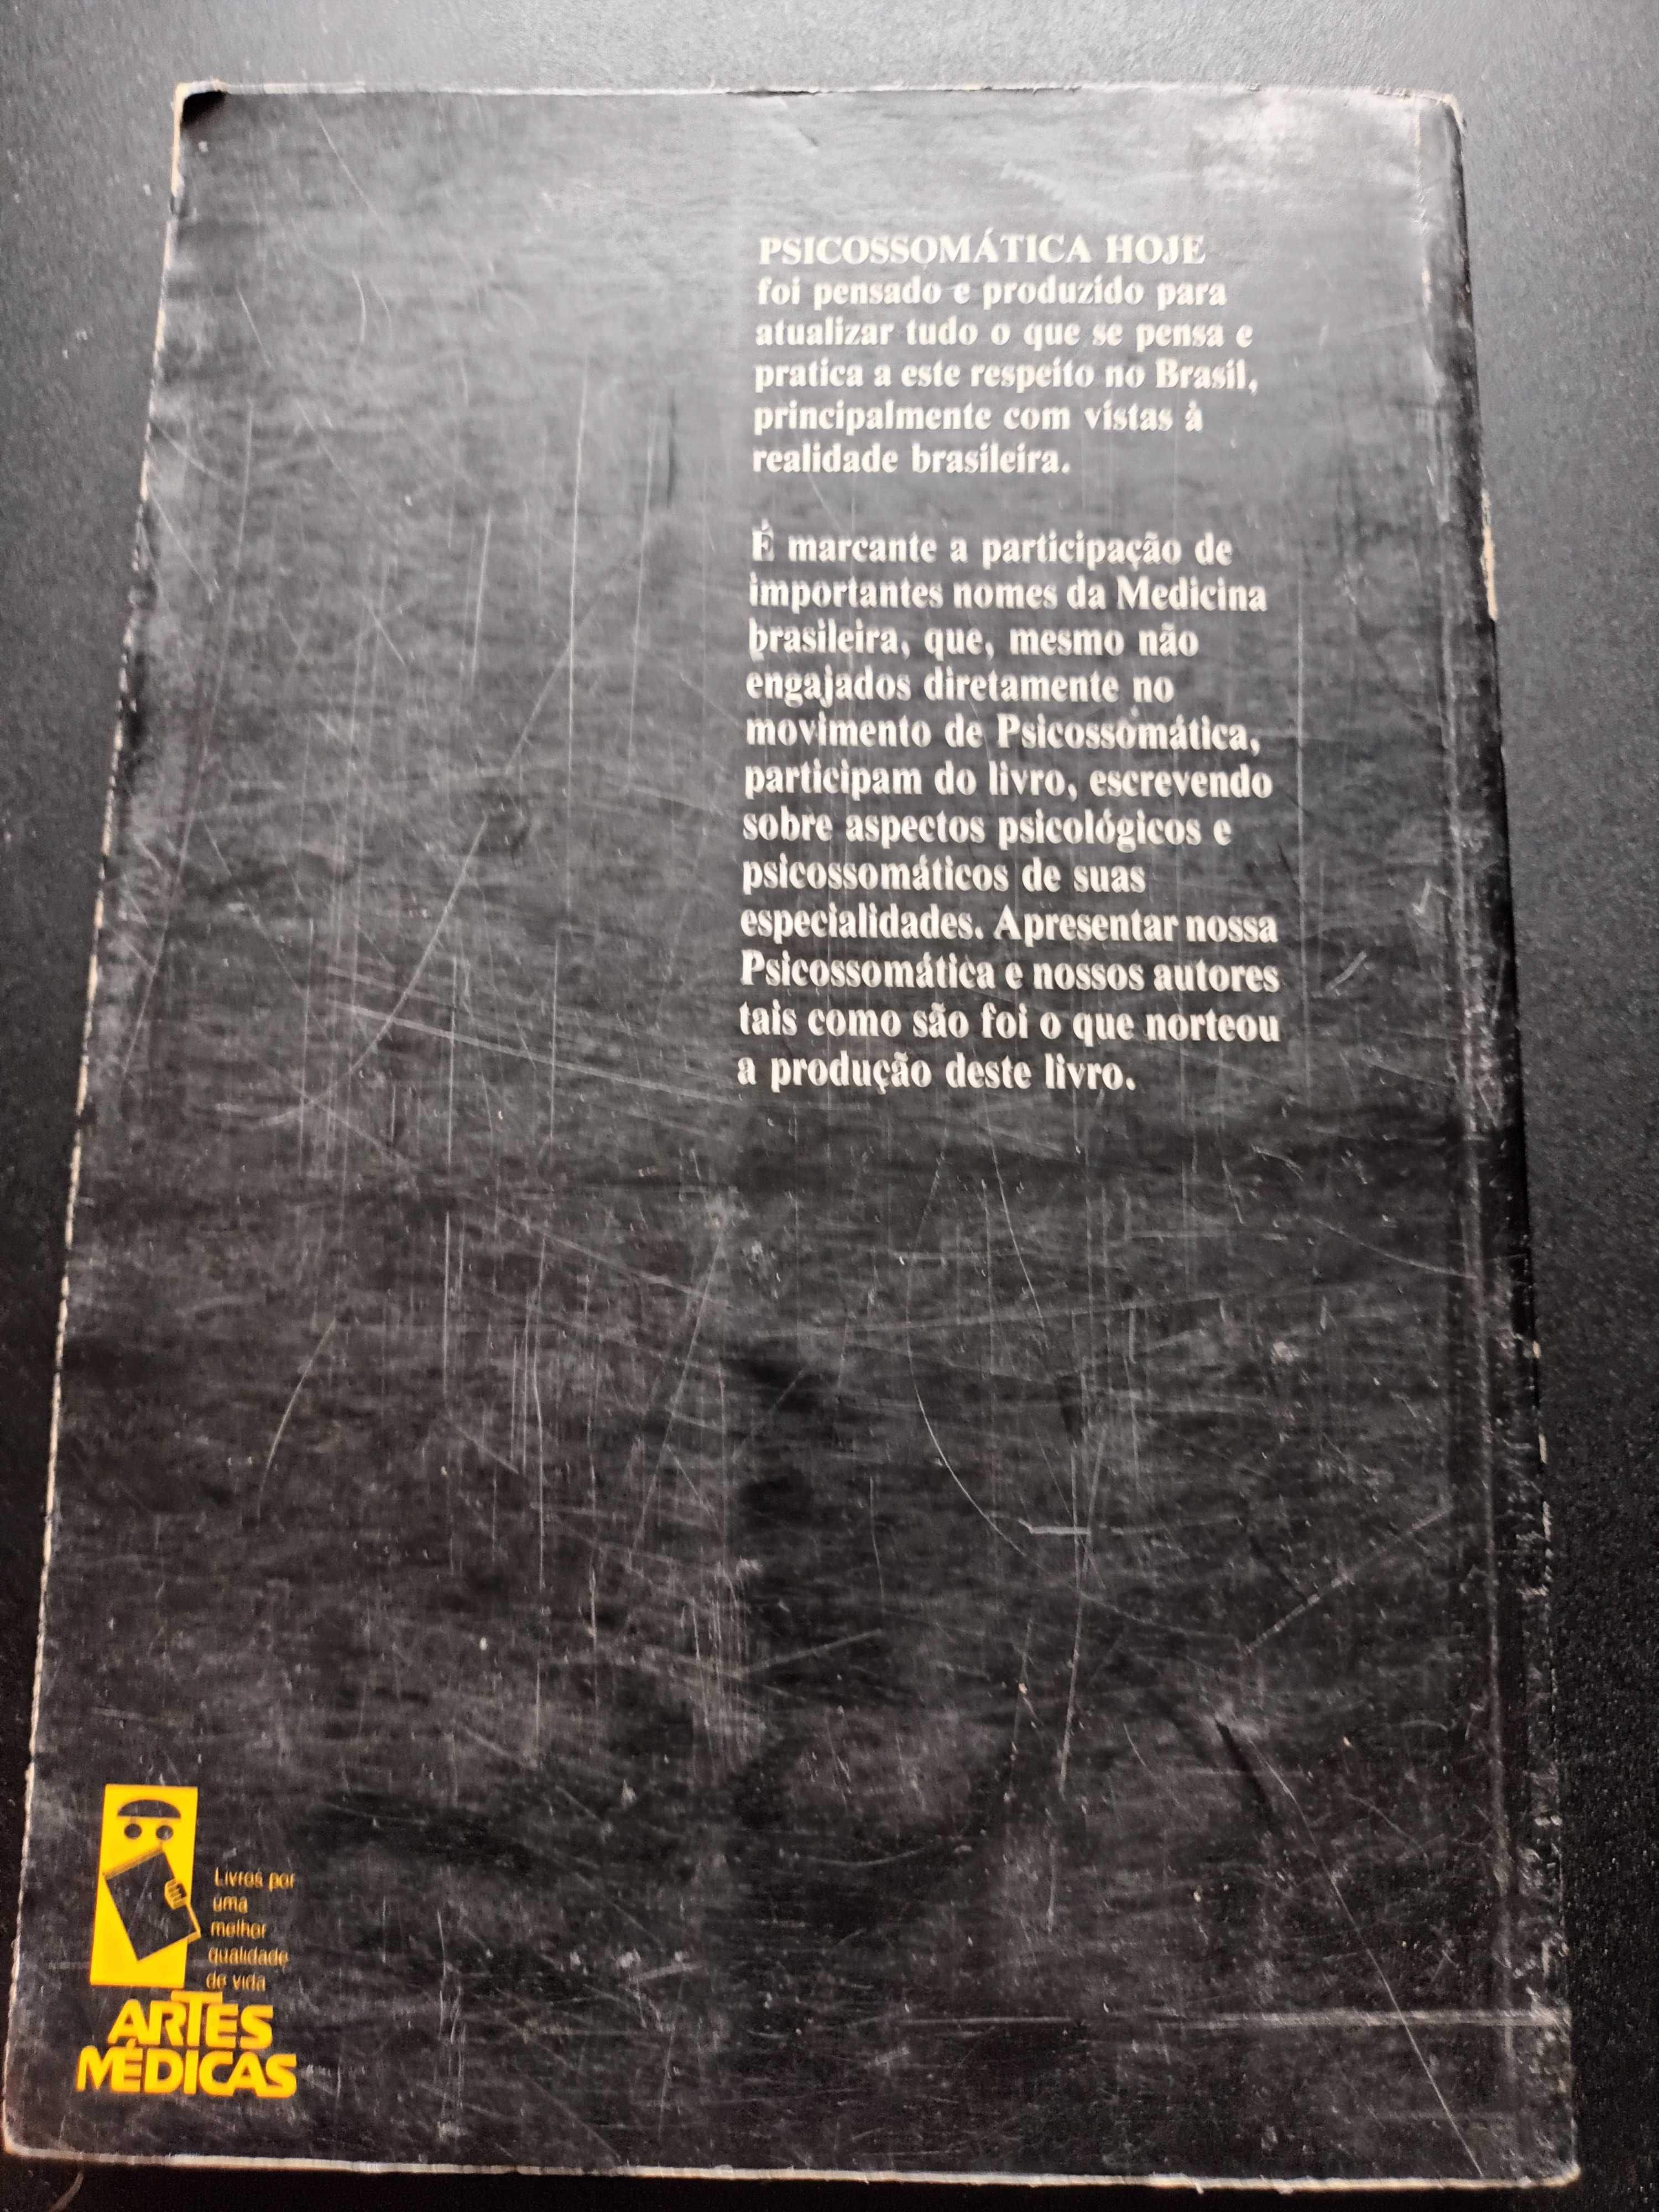 PSICOSSOMÁTICA HOJE
foi pensado e produzido para
atualizar tudo o que se pensa e
pratica a este respeito no Brasil,
principalmente com vistas à
realidade brasileira.
É marcante a participação de
importantes nomes da Medicina
brasileira, que, mesmo não
engajados diretamente no
movimento de Psicossomática,
participam do livro, escrevendo
sobre aspectos psicológicos e
psicossomáticos de suas
especialidades. Apresentar nossa
Psicossomática e nossos autores
tais como são foi o que norteou
a produção deste livro.
Livros por
uma
melhor
qualidade
de vida
ARTES
MÉDICAS